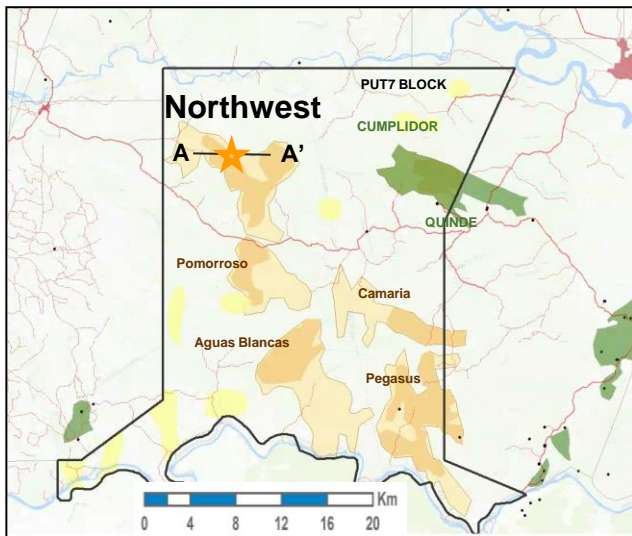 PUT7 BLOCK
Northwest
CUMPLIDOR
A
A’
QUINDE
Pomorroso
Camaria
Aguas Blancas
Pegasus
Km
0 4 8 12 16 20